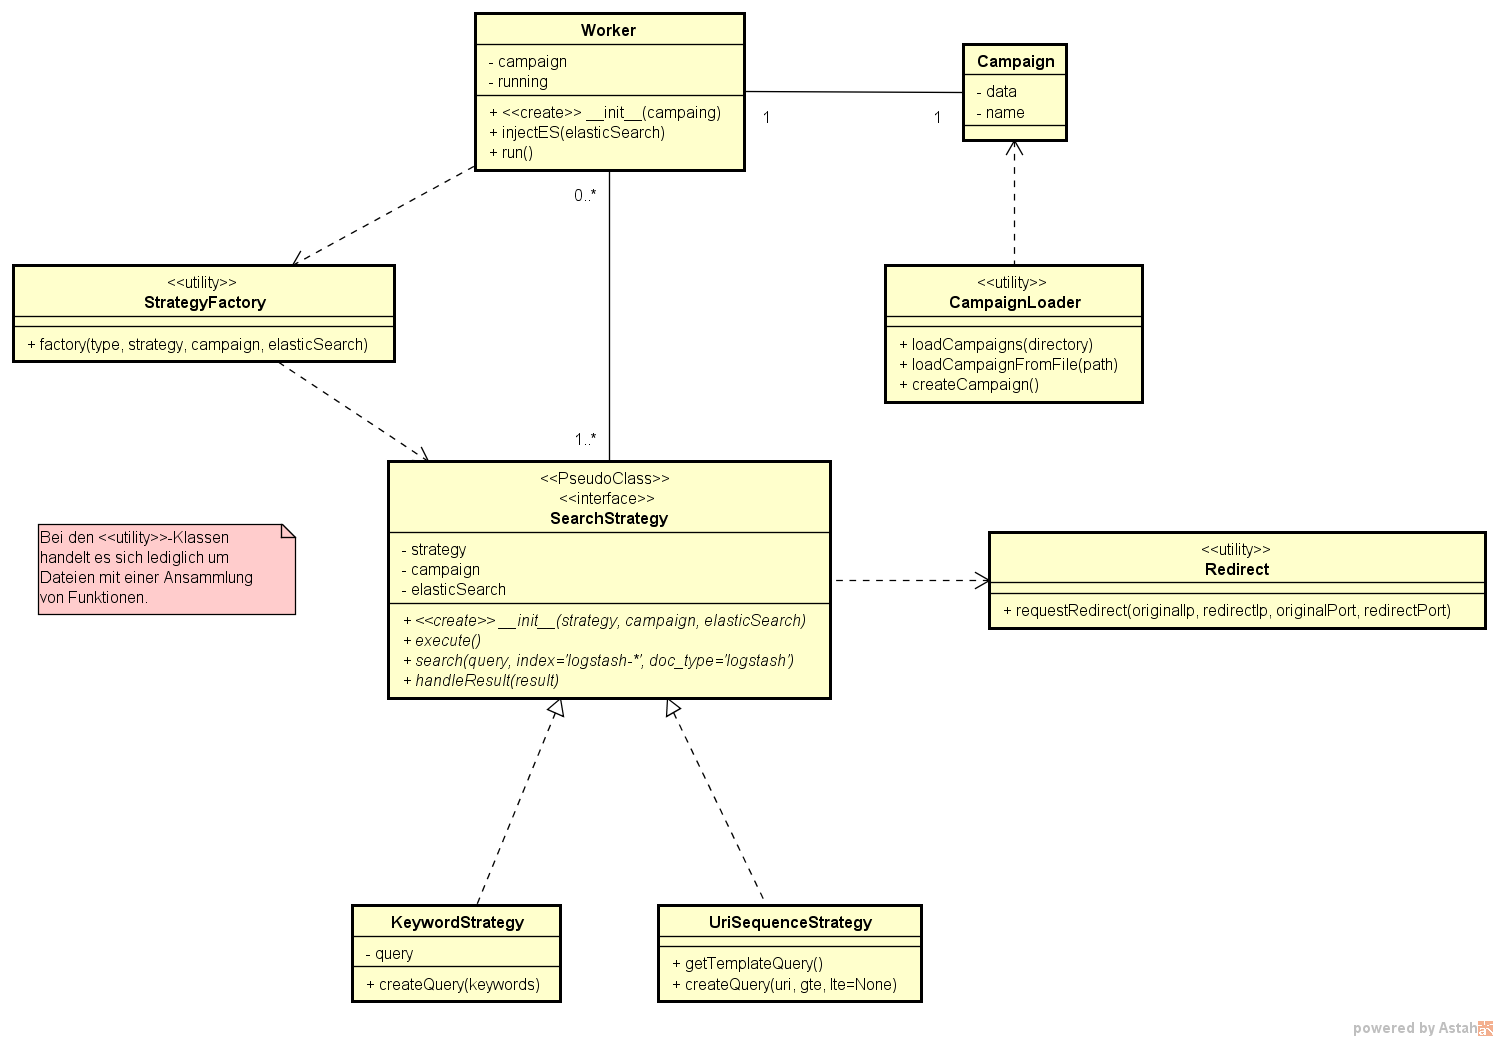 Worker
- campaign
- running
+ <<create>> __init__(campaing)
+ injectES(elasticSearch)
+ run()
Campaign
- data
- name
1
1
0..*
1..*
<<utility>>
StrategyFactory
+ factory(type, strategy, campaign, elasticSearch)
<<utility>>
CampaignLoader
+ loadCampaigns(directory)
+ loadCampaignFromFile(path)
+ createCampaign()
<<PseudoClass>>
<<interface>>
SearchStrategy
- strategy
- campaign
- elasticSearch
+ <<create>> __init__(strategy, campaign, elasticSearch)
+ execute()
+ search(query, index='logstash-*', doc_type='logstash')
+ handleResult(result)
Bei den <<utility>>-Klassen
handelt es sich lediglich um
Dateien mit einer Ansammlung
von Funktionen.
<<utility>>
Redirect
+ requestRedirect(originalIp, redirectIp, originalPort, redirectPort)
KeywordStrategy
- query
+ createQuery(keywords)
UriSequenceStrategy
+ getTemplateQuery()
+ createQuery(uri, gte, lte=None)
powered by Astah